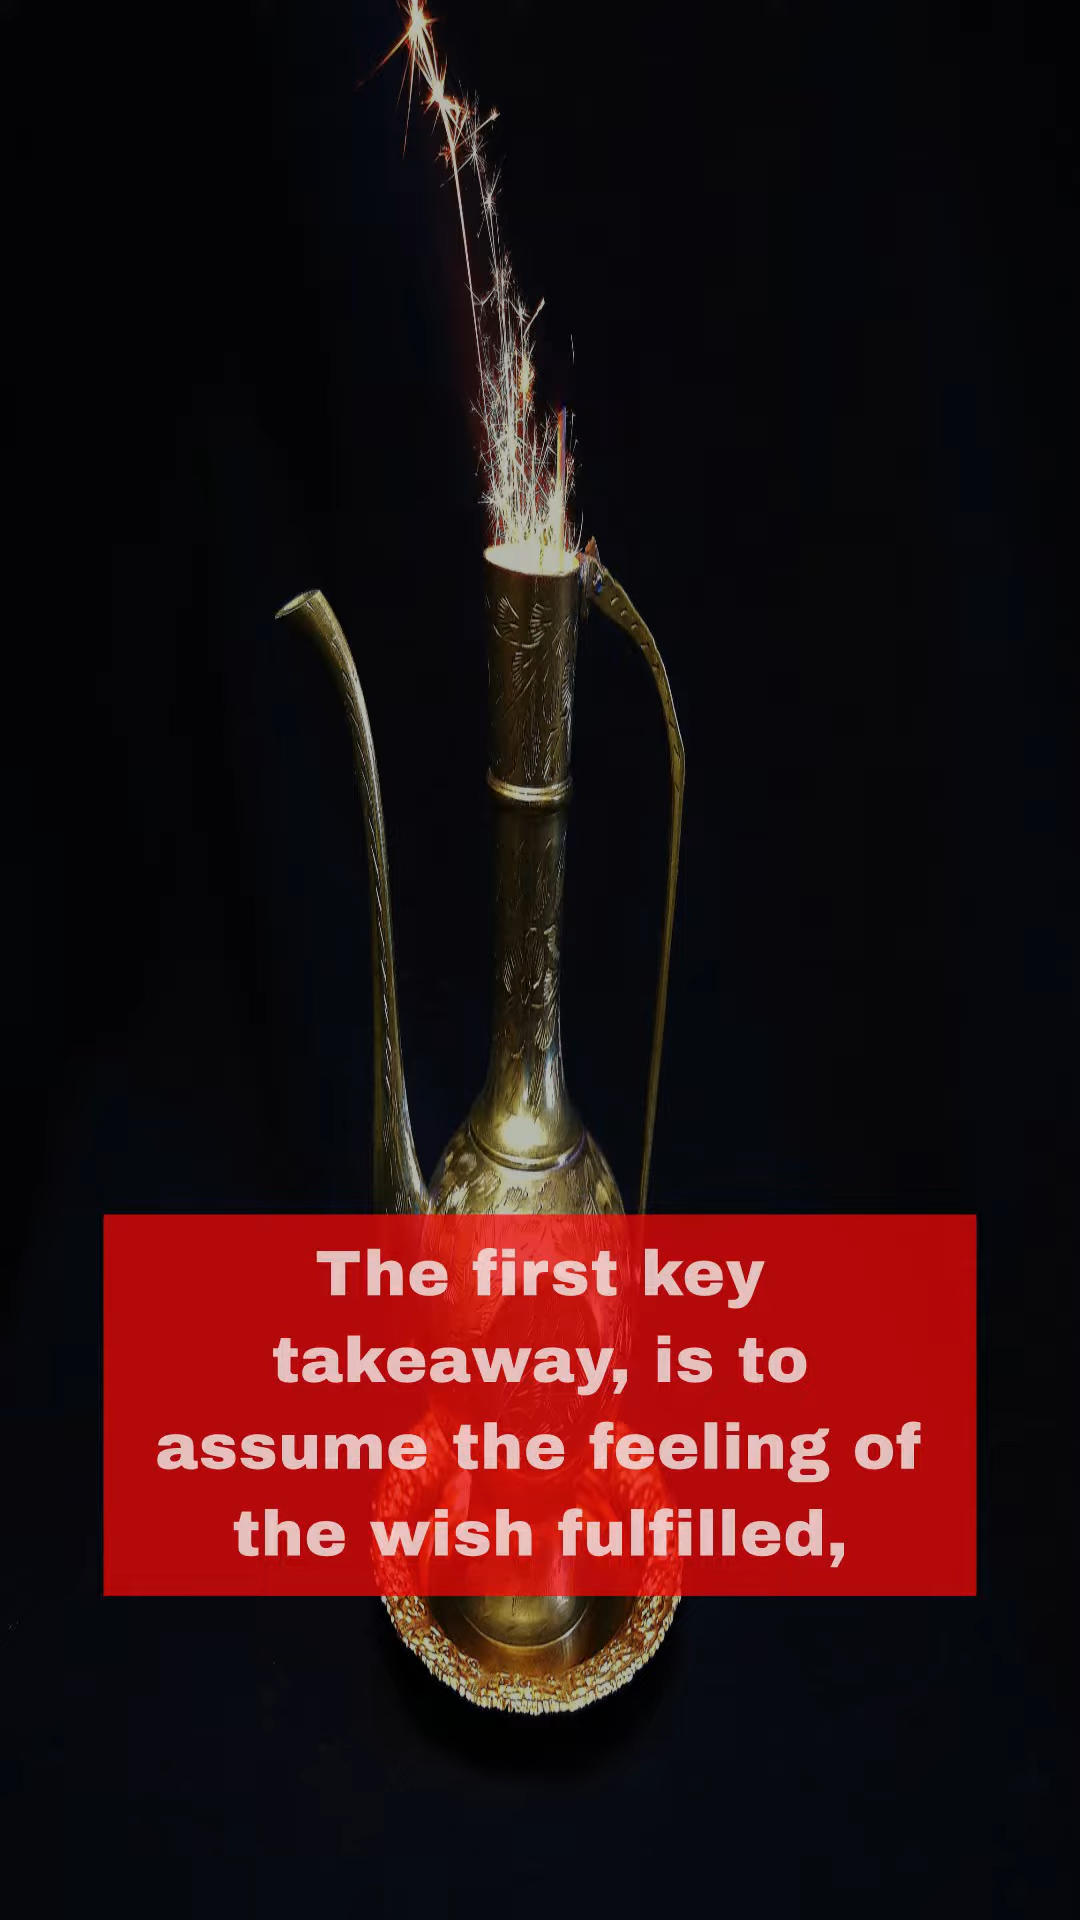 The first key
takeaway, is to
assume the feeling of
the wish fulfilled,